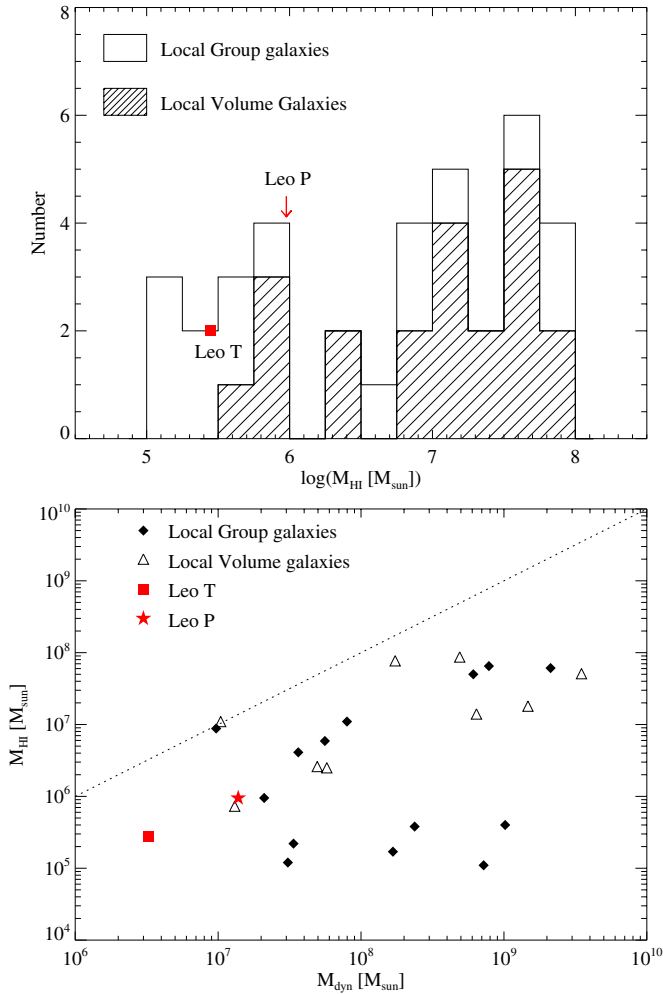 8
6
4
2
0
Number
Local Group galaxies
Local Volume Galaxies
Leo P
Leo T
5 6 7 8
log(M_HI [M_sun])
10^10
10^9
10^8
10^7
10^6
10^5
10^4
M_HI [M_sun]
Local Group galaxies
Local Volume galaxies
Leo T
Leo P
10^6 10^7 10^8 10^9 10^10
M_dyn [M_sun]